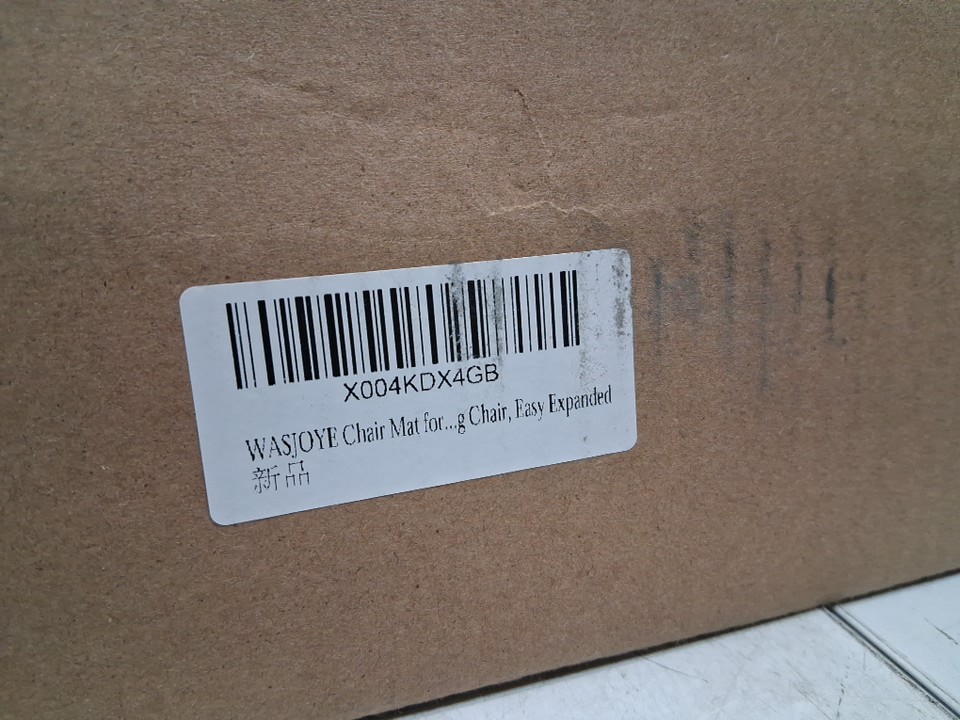 X004KDX4GB
WASJOYE Chair Mat for...g Chair, Easy Expanded
新品